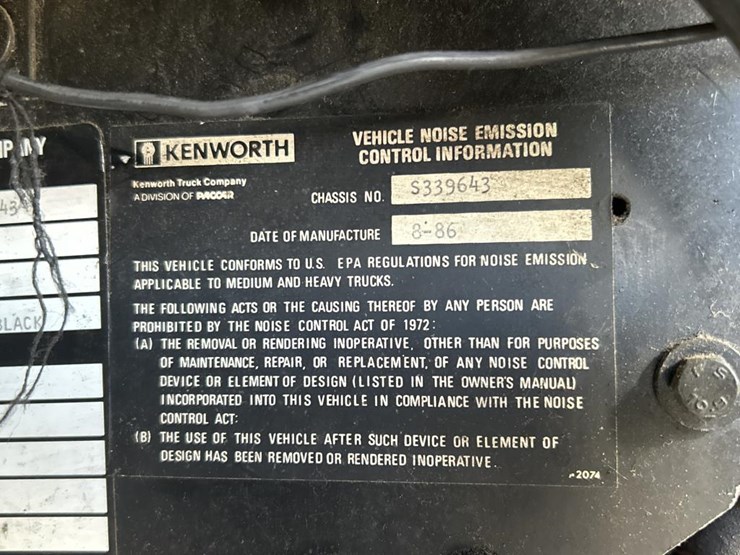 KENWORTH
Kenworth Truck Company
A DIVISION OF PACCAR
VEHICLE NOISE EMISSION
CONTROL INFORMATION
CHASSIS NO. S339643
DATE OF MANUFACTURE 8-86
THIS VEHICLE CONFORMS TO U.S. EPA REGULATIONS FOR NOISE EMISSION
APPLICABLE TO MEDIUM AND HEAVY TRUCKS.
THE FOLLOWING ACTS OR THE CAUSING THEREOF BY ANY PERSON ARE
PROHIBITED BY THE NOISE CONTROL ACT OF 1972:
(A) THE REMOVAL OR RENDERING INOPERATIVE, OTHER THAN FOR PURPOSES
OF MAINTENANCE, REPAIR, OR REPLACEMENT, OF ANY NOISE CONTROL
DEVICE OR ELEMENT OF DESIGN (LISTED IN THE OWNER'S MANUAL)
INCORPORATED INTO THIS VEHICLE IN COMPLIANCE WITH THE NOISE
CONTROL ACT:
(B) THE USE OF THIS VEHICLE AFTER SUCH DEVICE OR ELEMENT OF
DESIGN HAS BEEN REMOVED OR RENDERED INOPERATIVE.
-2074
BLACK